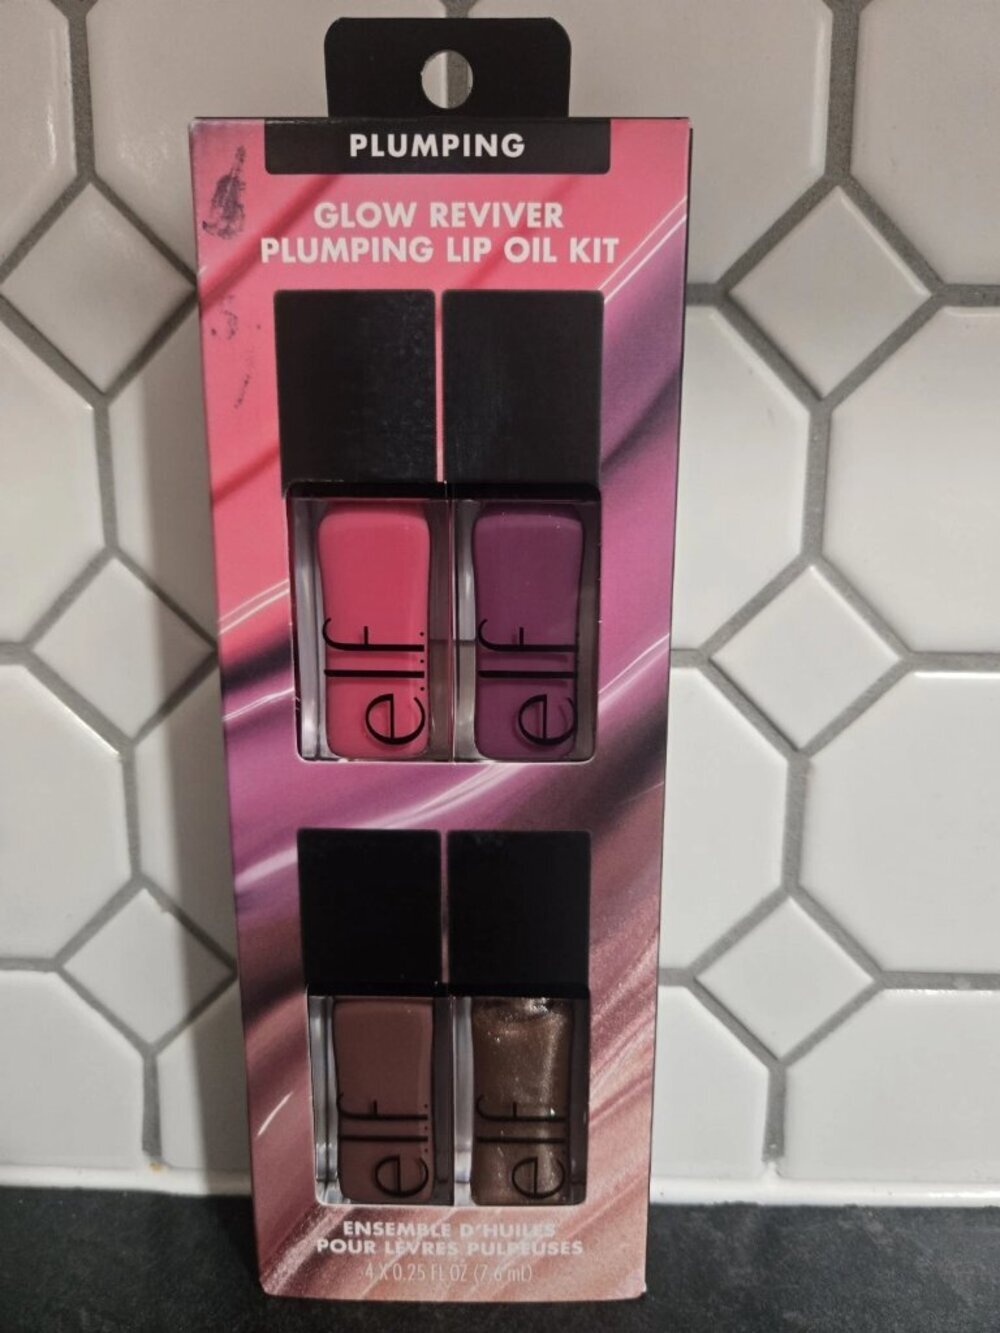 PLUMPING
GLOW REVIVER
PLUMPING LIP OIL KIT
e.l.f.
e.l.f
e.l.f.
e.l.f
ENSEMBLE D'HUILES
POUR LÈVRES PULPEUSES
4 X 0.25 FL OZ (7.6 mL)